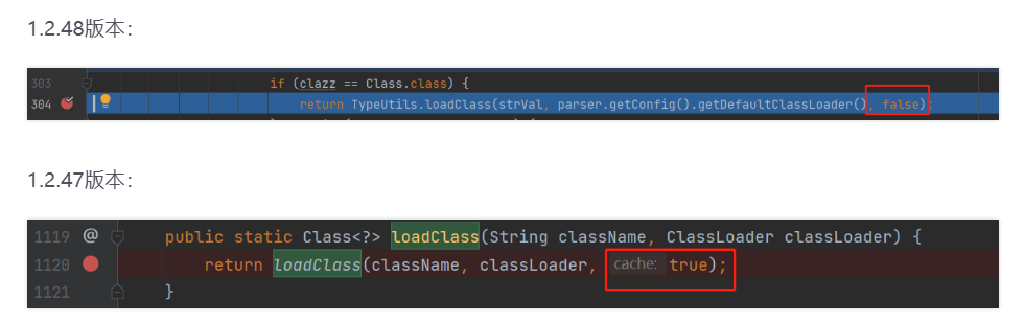 1.2.48版本：
303 if (clazz == Class.class) {
304 return TypeUtils.loadClass(strVal, parser.getConfig().getDefaultClassLoader(), false);
1.2.47版本：
1119 @ public static Class<?> loadClass(String className, ClassLoader classLoader) {
1120 return loadClass(className, classLoader, cache: true);
1121 }